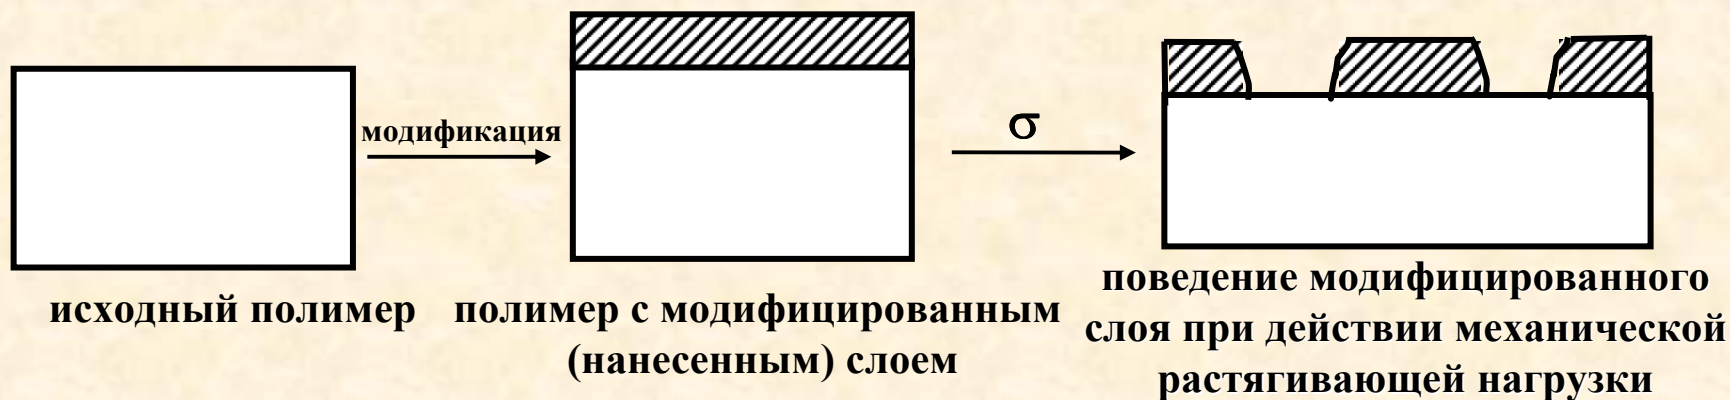 модификация
σ
исходный полимер
полимер с модифицированным
(нанесенным) слоем
поведение модифицированного
слоя при действии механической
растягивающей нагрузки